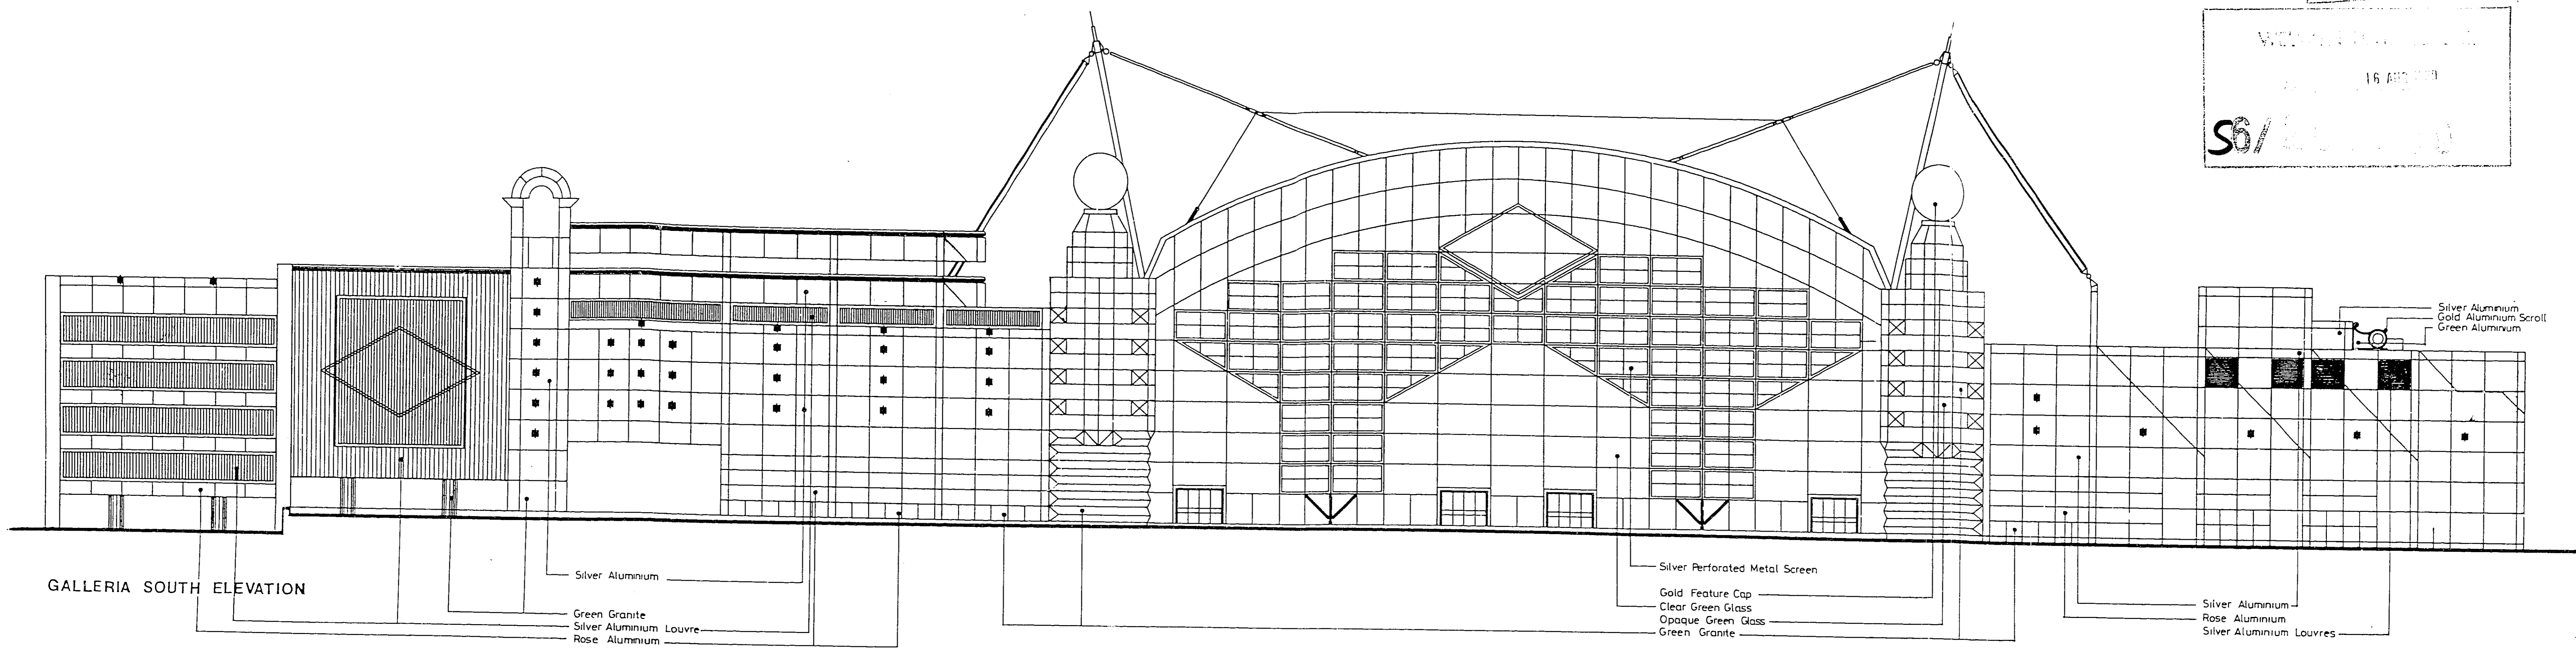 16 AUG
S6/
Silver Aluminium
Gold Aluminium Scroll
Green Aluminium
GALLERIA SOUTH ELEVATION
Silver Aluminium
Green Granite
Silver Aluminium Louvre
Rose Aluminium
Silver Perforated Metal Screen
Gold Feature Cap
Clear Green Glass
Opaque Green Glass
Green Granite
Silver Aluminium
Rose Aluminium
Silver Aluminium Louvres